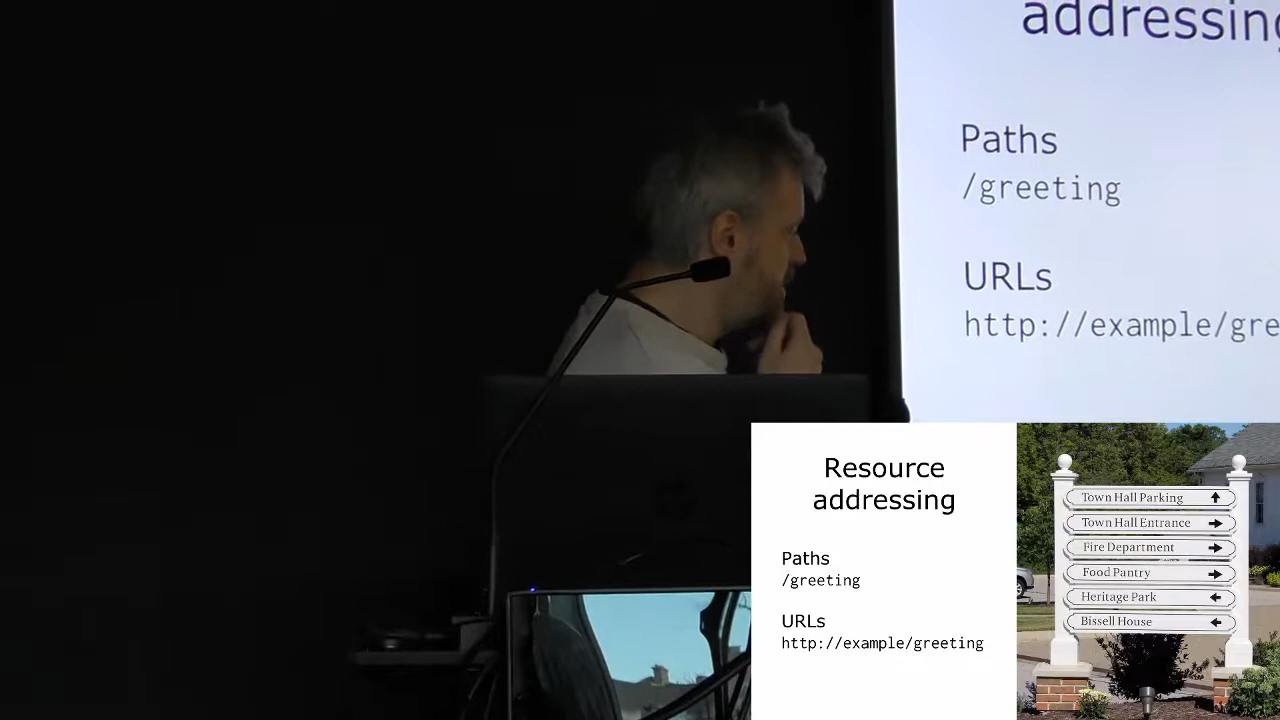 addressing
Paths
/greeting
URLs
http://example/gre
Resource
addressing
Paths
/greeting
URLs
http://example/greeting
Town Hall Parking
Town Hall Entrance
Fire Department
Food Pantry
Heritage Park
Bissell House